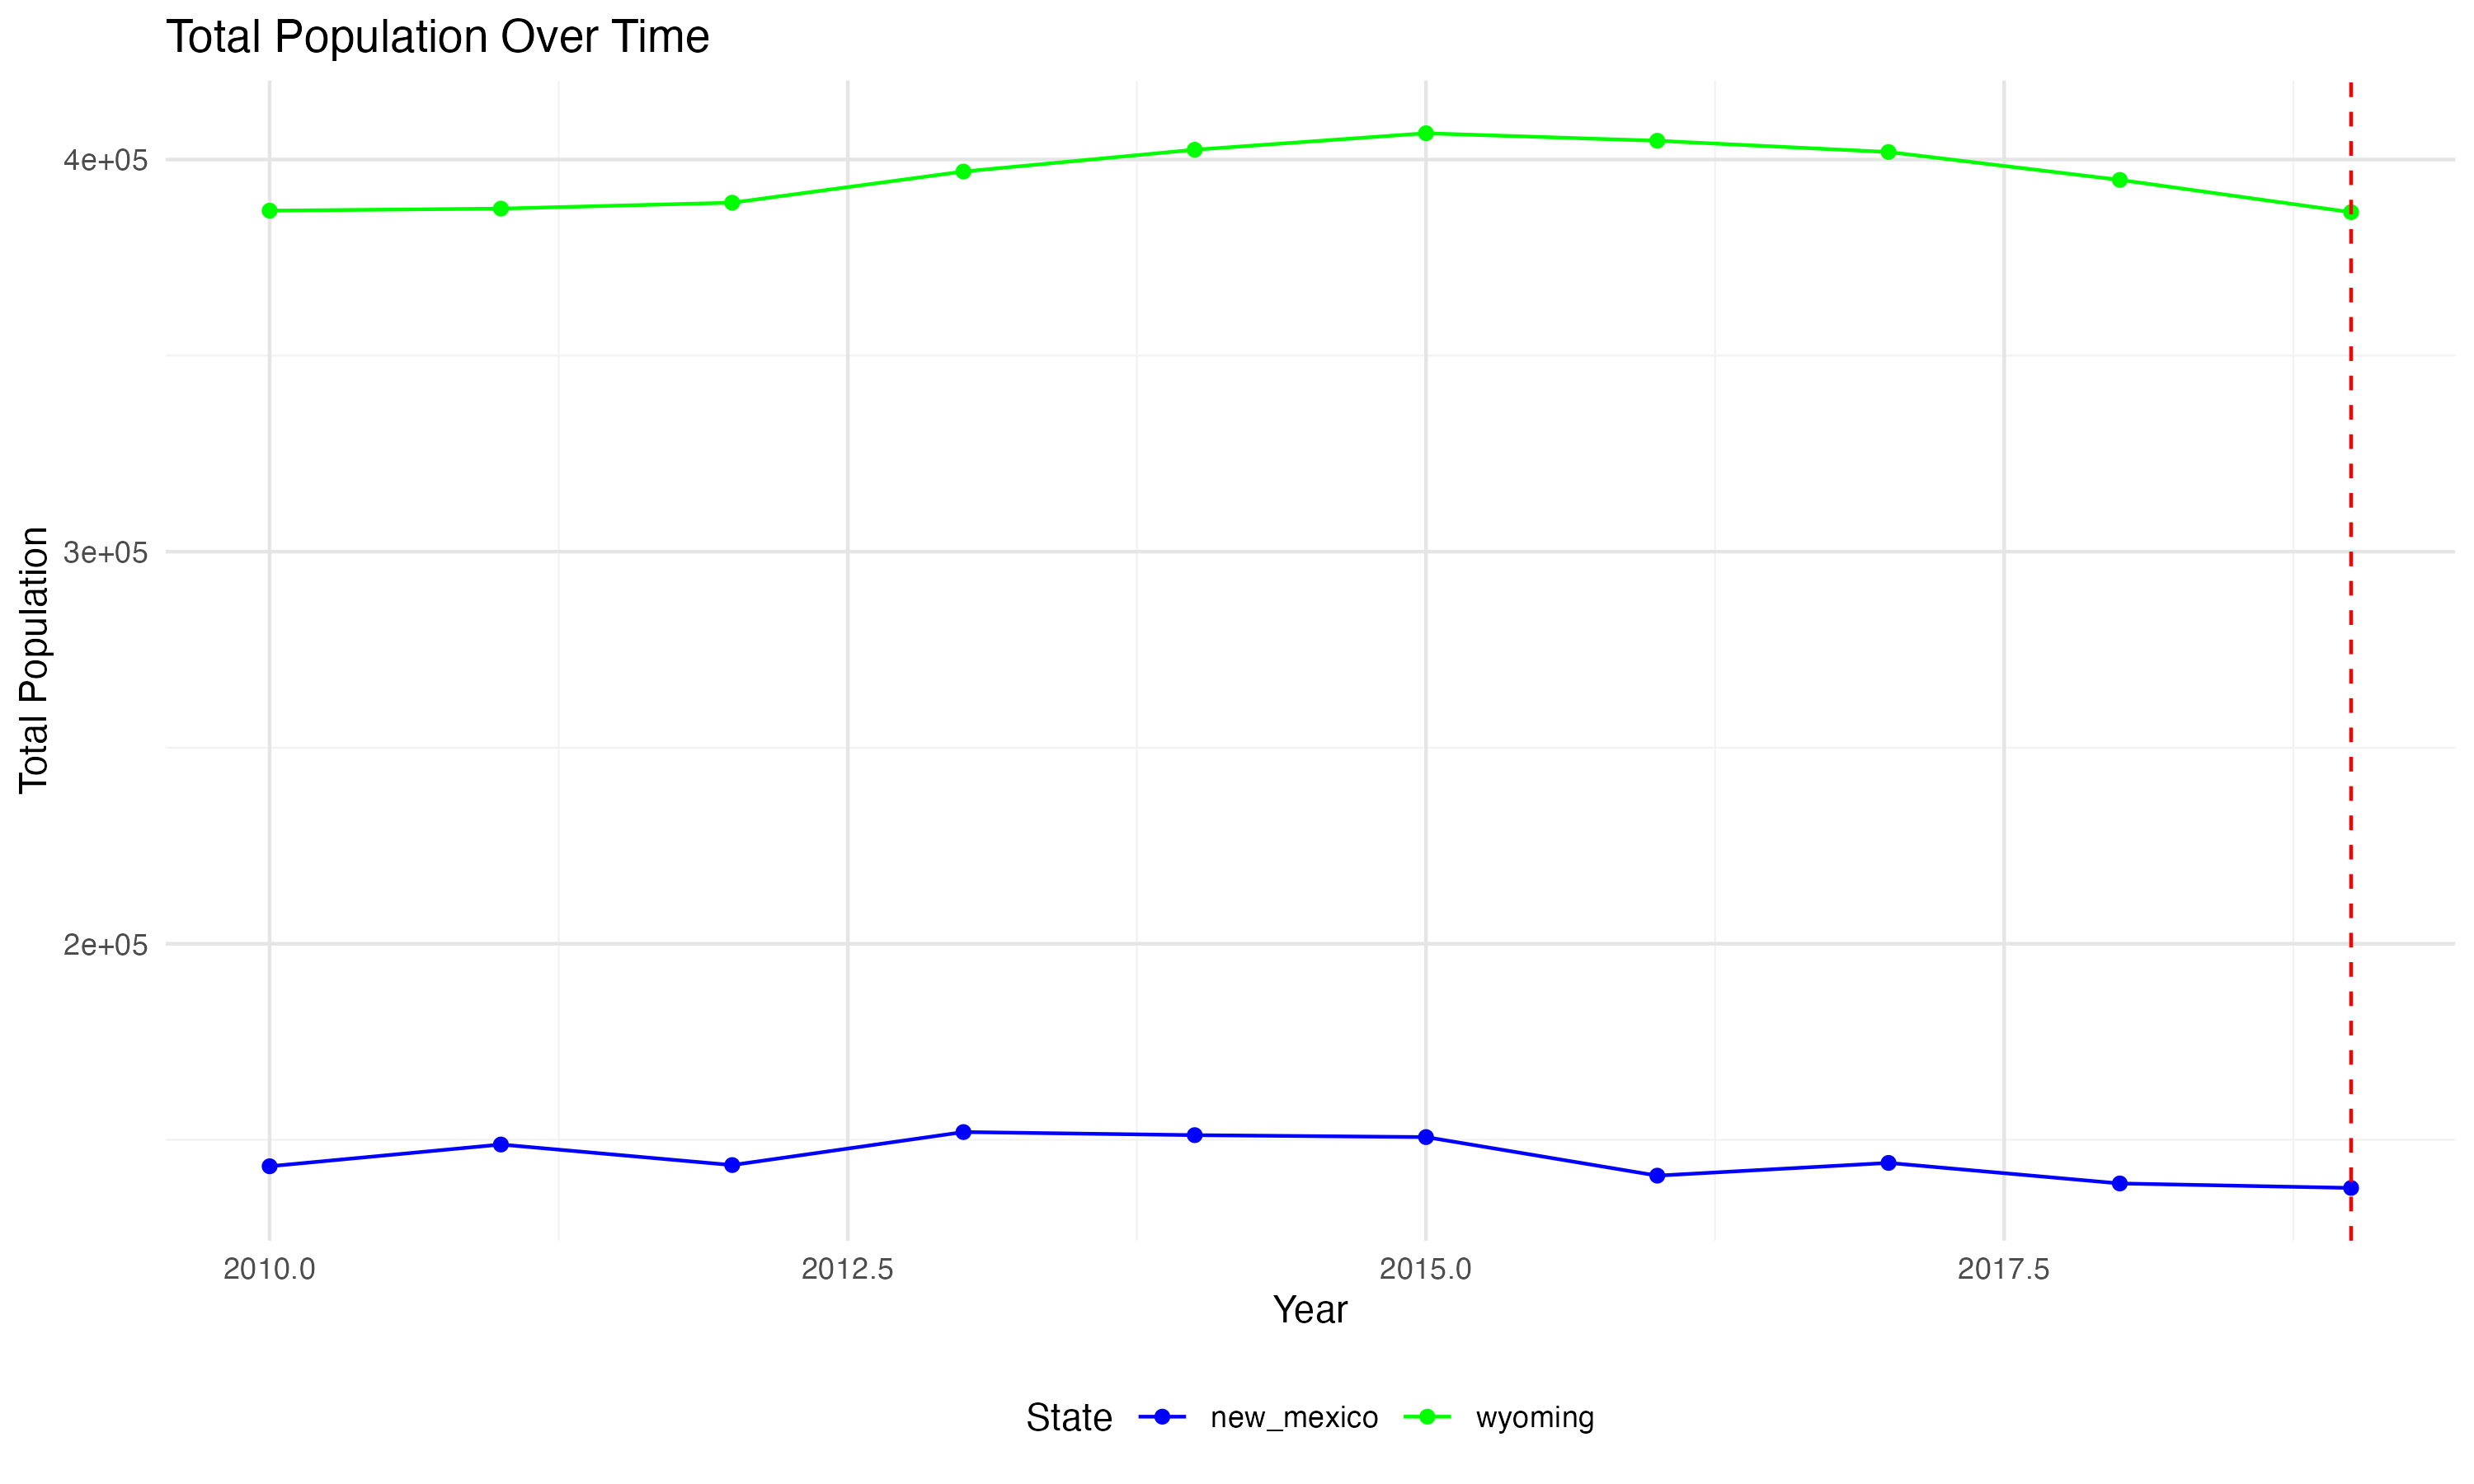 Total Population Over Time
4e+05
3e+05
2e+05
Total Population
2010.0 2012.5 2015.0 2017.5
Year
State new_mexico wyoming